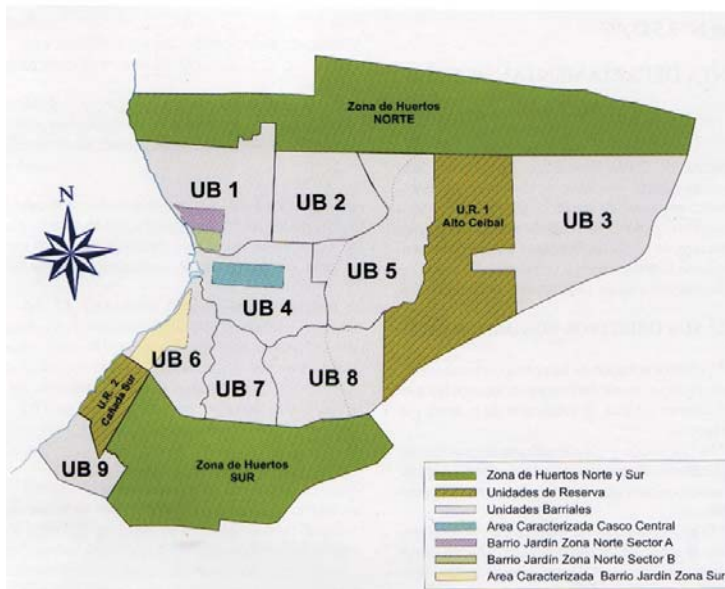 Zona de Huertos
NORTE
N
UB 1
UB 2
U.R. 1
Alto Ceibal
UB 3
UB 5
UB 4
UB 6
UB 7
UB 8
U.R. 2
Cañada Sur
UB 9
Zona de Huertos
SUR
Zona de Huertos Norte y Sur
Unidades de Reserva
Unidades Barriales
Area Caracterizada Casco Central
Barrio Jardín Zona Norte Sector A
Barrio Jardín Zona Norte Sector B
Area Caracterizada Barrio Jardín Zona Sur